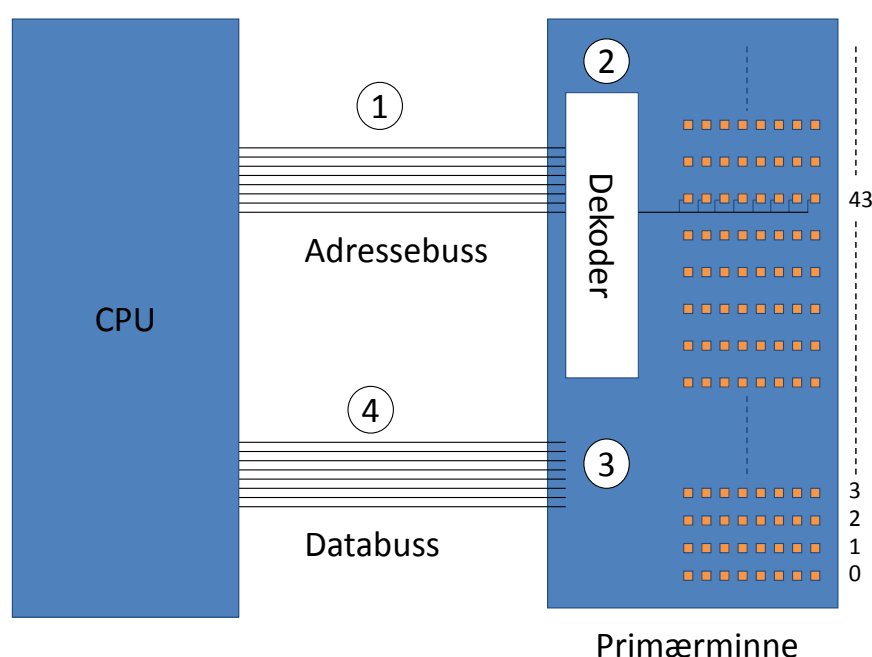 1
2
Dekoder
43
Adressebuss
CPU
4
3
3
2
1
0
Databuss
Primærminne